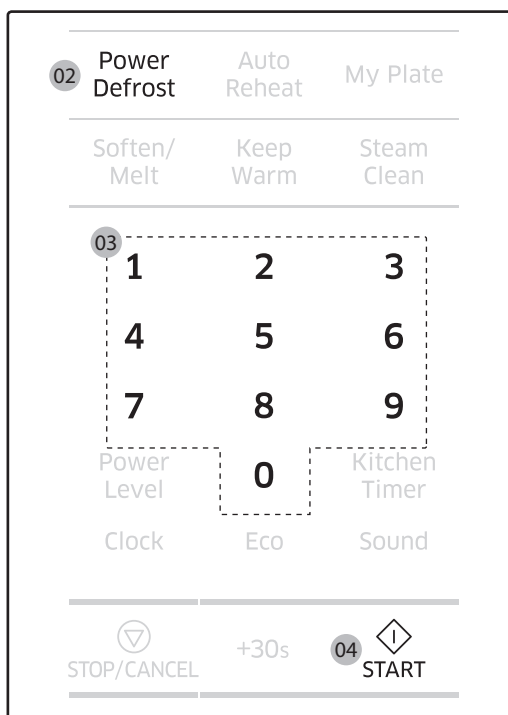 02 Power Defrost
Auto Reheat
My Plate
Soften/ Melt
Keep Warm
Steam Clean
03
1 2 3
4 5 6
7 8 9
Power Level
0
Kitchen Timer
Clock Eco Sound
STOP/CANCEL
+30s
04 START